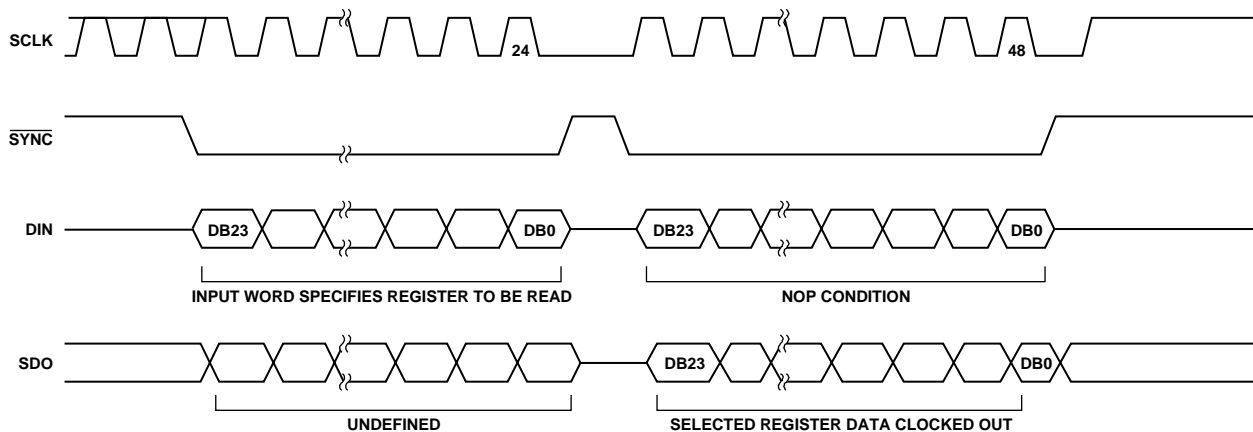 SCLK
24
48
SYNC
DIN
DB23
DB0
DB23
DB0
INPUT WORD SPECIFIES REGISTER TO BE READ
NOP CONDITION
SDO
DB23
DB0
UNDEFINED
SELECTED REGISTER DATA CLOCKED OUT